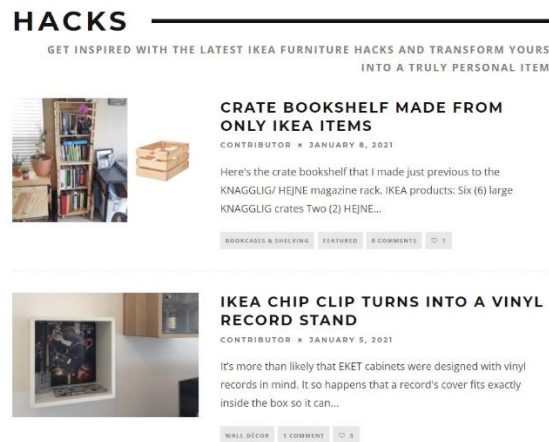 HACKS
GET INSPIRED WITH THE LATEST IKEA FURNITURE HACKS AND TRANSFORM YOURS
INTO A TRULY PERSONAL ITEM
CRATE BOOKSHELF MADE FROM
ONLY IKEA ITEMS
CONTRIBUTOR × JANUARY 8, 2021
Here's the crate bookshelf that I made just previous to the
KNAGGLIG/ HEJNE magazine rack. IKEA products: Six (6) large
KNAGGLIG crates Two (2) HEJNE...
BOOKCASES & SHELVING FEATURED 0 COMMENTS ♡ 1
IKEA CHIP CLIP TURNS INTO A VINYL
RECORD STAND
CONTRIBUTOR × JANUARY 5, 2021
It's more than likely that EKET cabinets were designed with vinyl
records in mind. It so happens that a record's cover fits exactly
inside the box so it can...
WALL DÉCOR 1 COMMENT ♡ 3